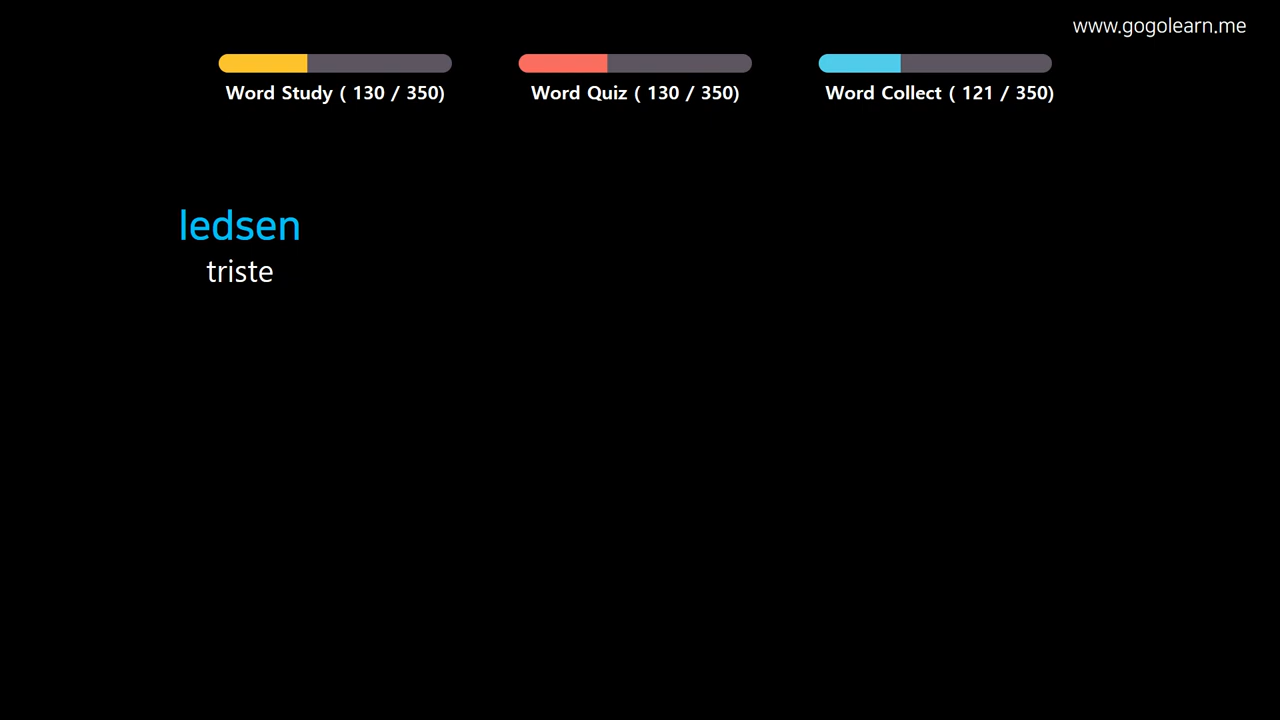 www.gogolearn.me
Word Study ( 130 / 350)
Word Quiz ( 130 / 350)
Word Collect ( 121 / 350)
ledsen
triste